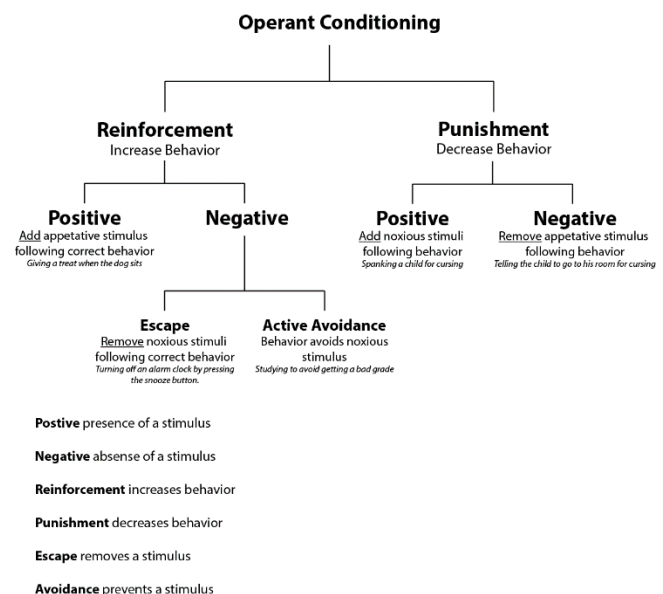 Operant Conditioning
Reinforcement
Increase Behavior
Punishment
Decrease Behavior
Positive
Add appetative stimulus
following correct behavior
Giving a treat when the dog sits
Negative
Positive
Add noxious stimuli
following behavior
Spanking a child for cursing
Negative
Remove appetative stimulus
following behavior
Telling the child to go to his room for cursing
Escape
Remove noxious stimuli
following correct behavior
Turning off an alarm clock by pressing
the snooze button.
Active Avoidance
Behavior avoids noxious
stimulus
Studying to avoid getting a bad grade
Postive presence of a stimulus
Negative absense of a stimulus
Reinforcement increases behavior
Punishment decreases behavior
Escape removes a stimulus
Avoidance prevents a stimulus